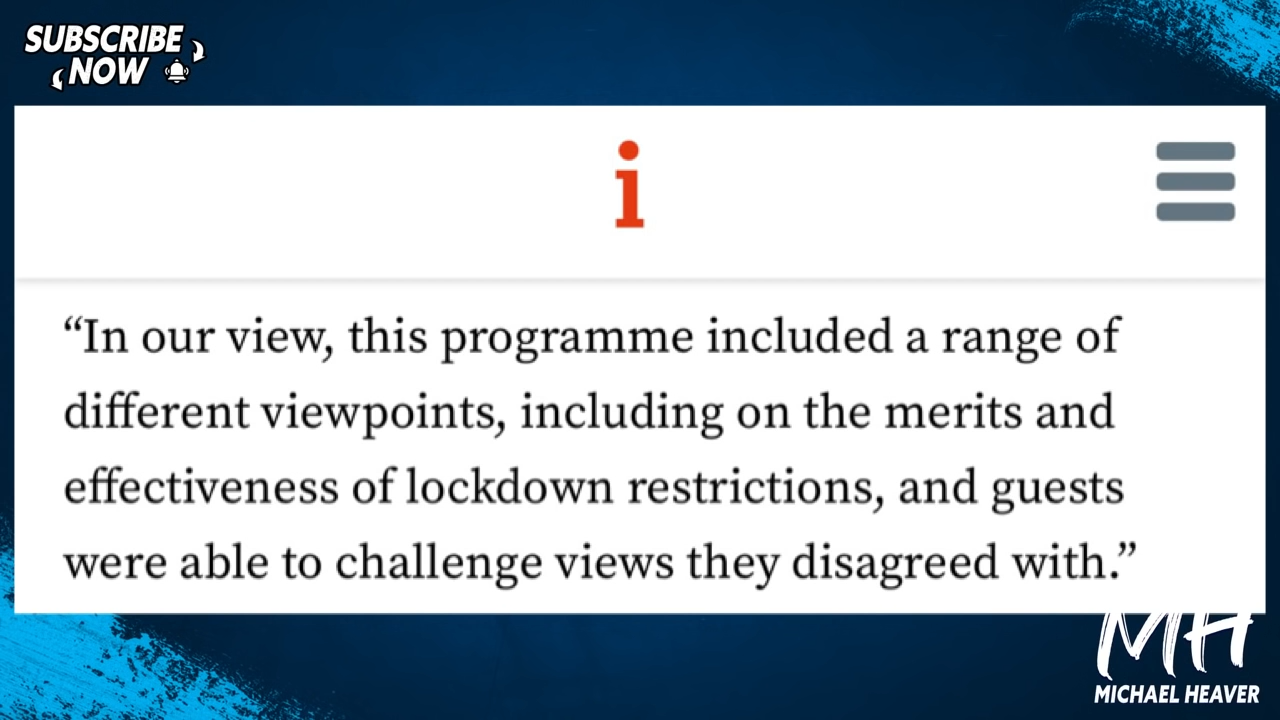 SUBSCRIBE
NOW
i
“In our view, this programme included a range of
different viewpoints, including on the merits and
effectiveness of lockdown restrictions, and guests
were able to challenge views they disagreed with.”
MH
MICHAEL HEAVER